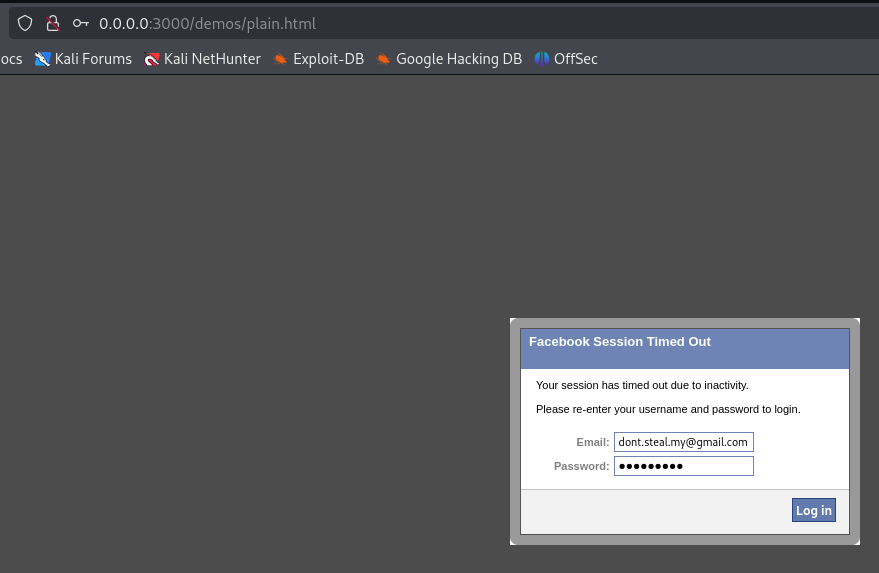 0.0.0.0:3000/demos/plain.html
ocs Kali Forums Kali NetHunter Exploit-DB Google Hacking DB OffSec
Facebook Session Timed Out
Your session has timed out due to inactivity.
Please re-enter your username and password to login.
Email: dont.steal.my@gmail.com
Password: ●●●●●●●●●
Log in